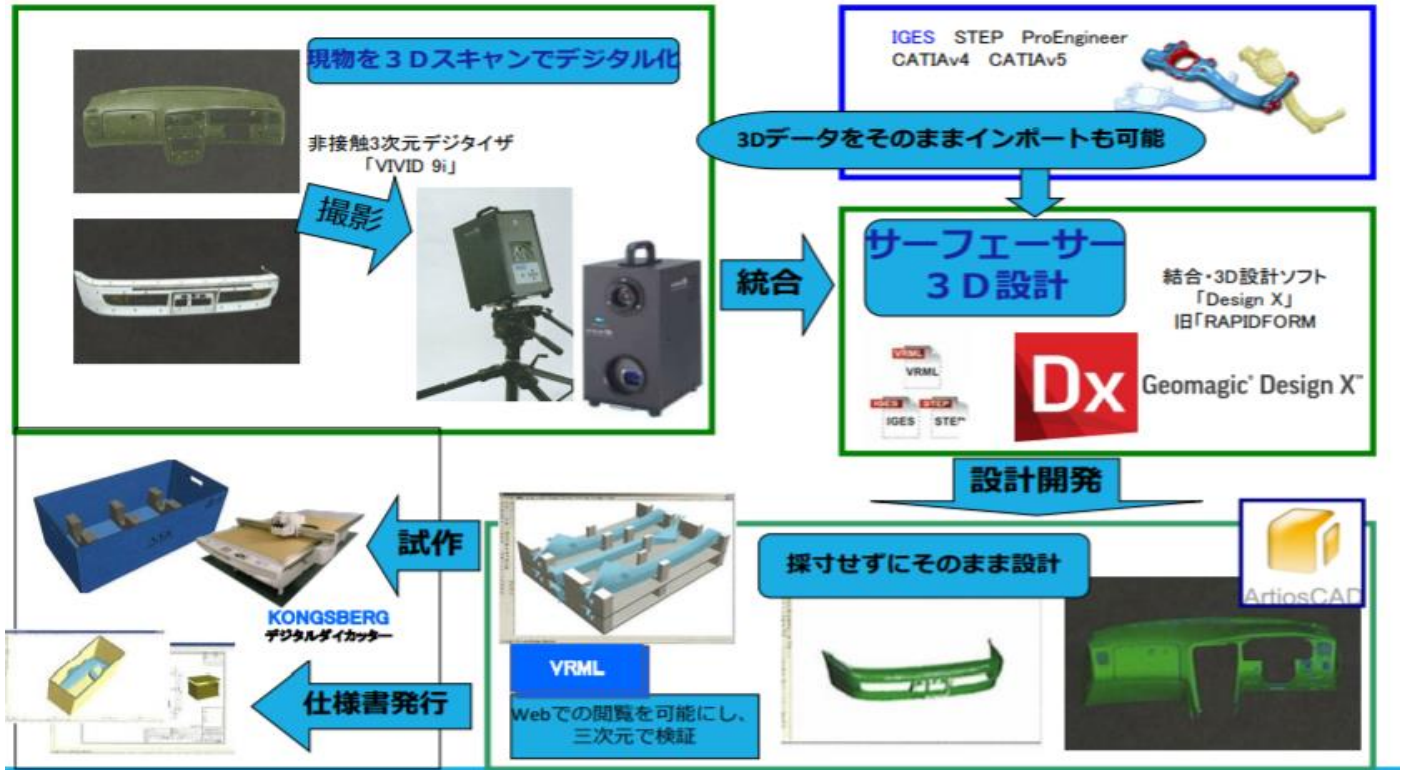 現物を３Ｄスキャンでデジタル化
非接触3次元デジタイザ
「VIVID 9i」
撮影
統合
IGES STEP ProEngineer
CATIAv4 CATIAv5
3Dデータをそのままインポートも可能
サーフェーサー
３Ｄ設計
結合・3D設計ソフト
「Design X」
旧「RAPIDFORM
VRML
VRML
IGES STEP
IGES STEP
Dx
Geomagic® Design X™
設計開発
採寸せずにそのまま設計
ArtiosCAD
VRML
Webでの閲覧を可能にし、
三次元で検証
試作
KONGSBERG
デジタルダイカッター
仕様書発行